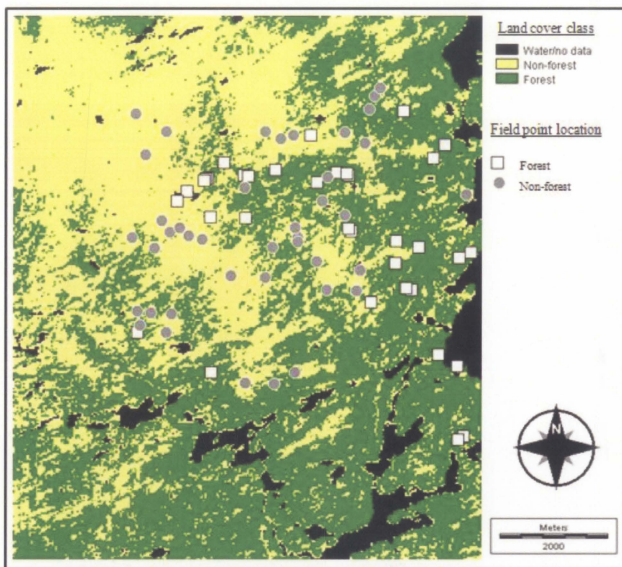 Land cover class
Water/no data
Non-forest
Forest
Field point location
Forest
Non-forest
N
Meters
2000